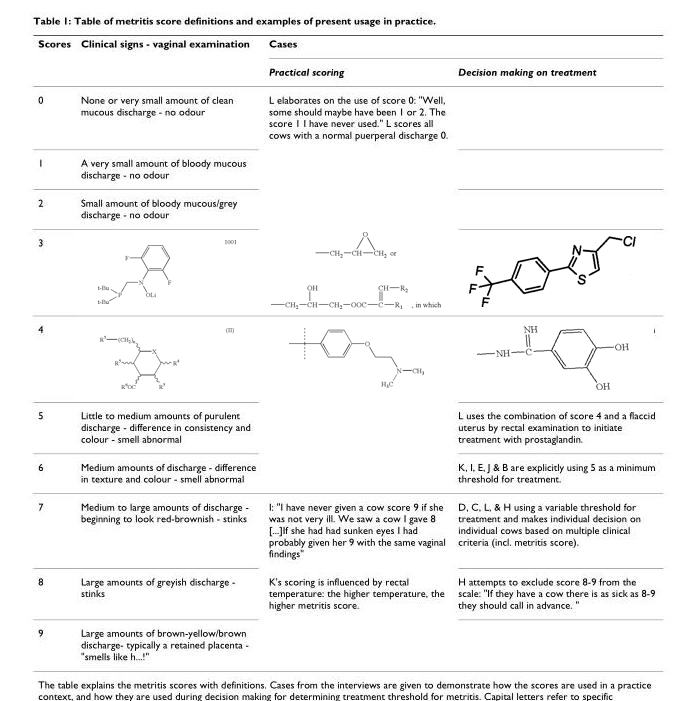 Table 1: Table of metritis score definitions and examples of present usage in practice.
Scores Clinical signs - vaginal examination Cases
Practical scoring Decision making on treatment
0 None or very small amount of clean mucous discharge - no odour
L elaborates on the use of score 0: "Well, some should maybe have been 1 or 2. The score 1 I have never used." L scores all cows with a normal puerperal discharge 0.
1 A very small amount of bloody mucous discharge - no odour
2 Small amount of bloody mucous/grey discharge - no odour
3
1001
F
F
N
t-Bu
P
t-Bu
OLi
O
—CH₂—CH—CH₂ or
OH CH—R₂
—CH₂—CH—CH₂—OOC—C—R₁ , in which
Cl
N
S
F
F
F
4
(II)
X
O
N—CH₃
H₃C
NH
—NH—C
OH
OH
5 Little to medium amounts of purulent discharge - difference in consistency and colour - smell abnormal
L uses the combination of score 4 and a flaccid uterus by rectal examination to initiate treatment with prostaglandin.
6 Medium amounts of discharge - difference in texture and colour - smell abnormal
K, I, E, J & B are explicitly using 5 as a minimum threshold for treatment.
7 Medium to large amounts of discharge - beginning to look red-brownish - stinks
I: "I have never given a cow score 9 if she was not very ill. We saw a cow I gave 8 [...]If she had had sunken eyes I had probably given her 9 with the same vaginal findings"
D, C, L, & H using a variable threshold for treatment and makes individual decision on individual cows based on multiple clinical criteria (incl. metritis score).
8 Large amounts of greyish discharge - stinks
K's scoring is influenced by rectal temperature: the higher temperature, the higher metritis score.
H attempts to exclude score 8-9 from the scale: "If they have a cow there is as sick as 8-9 they should call in advance. "
9 Large amounts of brown-yellow/brown discharge- typically a retained placenta - "smells like h...!"
The table explains the metritis scores with definitions. Cases from the interviews are given to demonstrate how the scores are used in a practice
context, and how they are used during decision making for determining treatment threshold for metritis. Capital letters refer to specific